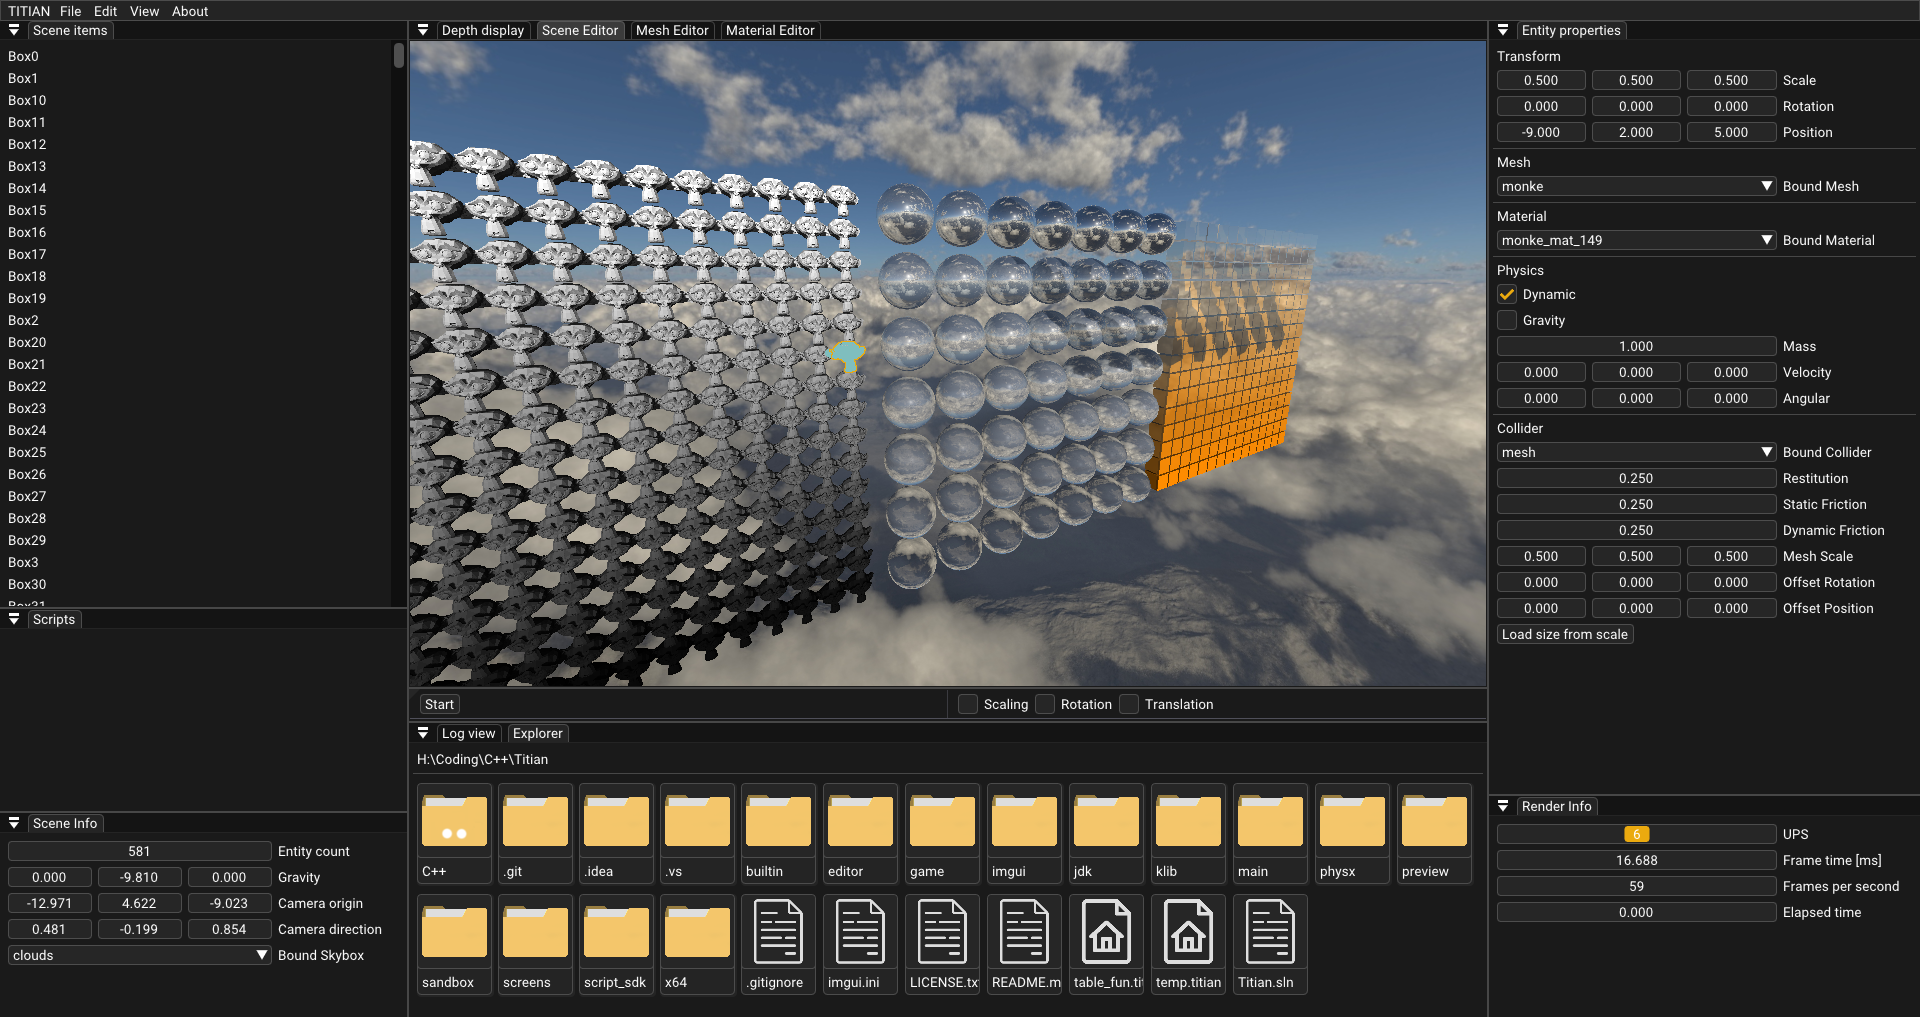 TITIAN File Edit View About
Scene items
Box0
Box1
Box10
Box11
Box12
Box13
Box14
Box15
Box16
Box17
Box18
Box19
Box2
Box20
Box21
Box22
Box23
Box24
Box25
Box26
Box27
Box28
Box29
Box3
Box30
Box31
Scripts
Scene Info
581 Entity count
0.000 -9.810 0.000 Gravity
-12.971 4.622 -9.023 Camera origin
0.481 -0.199 0.854 Camera direction
clouds Bound Skybox
Depth display Scene Editor Mesh Editor Material Editor
Start Scaling Rotation Translation
Log view Explorer
H:\Coding\C++\Titian
C++ .git .idea .vs builtin editor game imgui jdk klib main physx preview
sandbox screens script_sdk x64 .gitignore imgui.ini LICENSE.tx README.m table_fun.ti temp.titian Titian.sln
Entity properties
Transform
0.500 0.500 0.500 Scale
0.000 0.000 0.000 Rotation
-9.000 2.000 5.000 Position
Mesh
monke Bound Mesh
Material
monke_mat_149 Bound Material
Physics
Dynamic
Gravity
1.000 Mass
0.000 0.000 0.000 Velocity
0.000 0.000 0.000 Angular
Collider
mesh Bound Collider
0.250 Restitution
0.250 Static Friction
0.250 Dynamic Friction
0.500 0.500 0.500 Mesh Scale
0.000 0.000 0.000 Offset Rotation
0.000 0.000 0.000 Offset Position
Load size from scale
Render Info
6 UPS
16.688 Frame time [ms]
59 Frames per second
0.000 Elapsed time